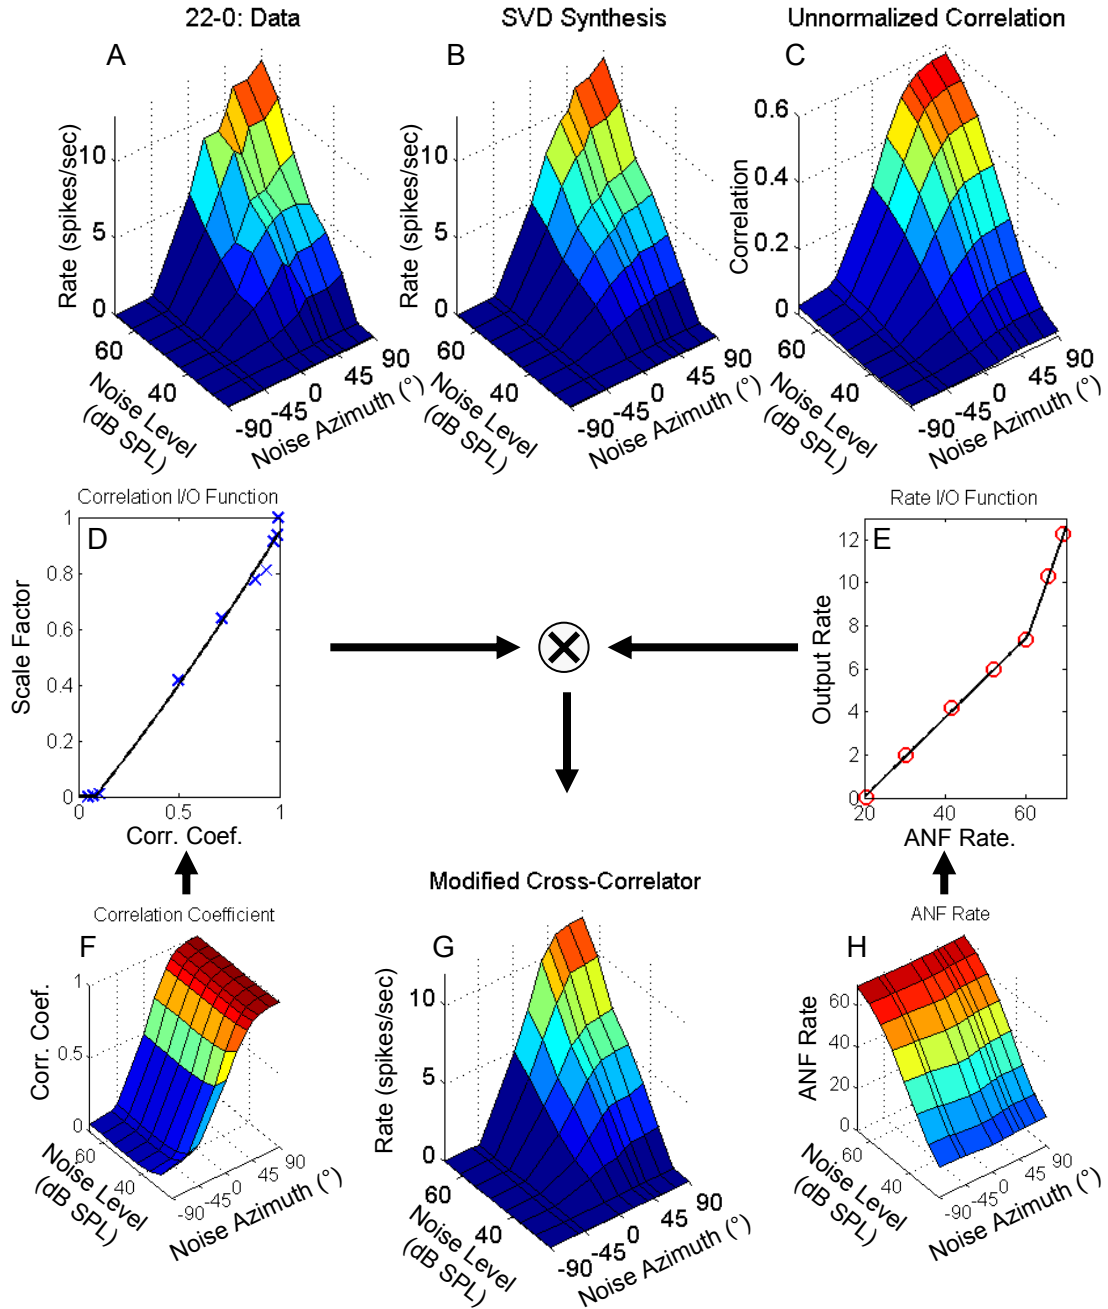 22-0: Data
SVD Synthesis
Unnormalized Correlation
A
B
C
Rate (spikes/sec)
10
5
0
60
40
Noise Level
(dB SPL)
-90
-45
0
45
90
Noise Azimuth (°)
Rate (spikes/sec)
10
5
0
60
40
Noise Level
(dB SPL)
-90
-45
0
45
90
Noise Azimuth (°)
Correlation
0.6
0.4
0.2
0
60
40
Noise Level
(dB SPL)
-90
-45
0
45
90
Noise Azimuth (°)
Correlation I/O Function
D
Scale Factor
1
0.8
0.6
0.4
0.2
0
0
0.5
1
Corr. Coef.
Rate I/O Function
E
Output Rate
12
10
8
6
4
2
0
20
40
60
ANF Rate.
Correlation Coefficient
F
Corr. Coef.
1
0.5
0
60
40
Noise Level
(dB SPL)
-90
-45
0
45
90
Noise Azimuth (°)
Modified Cross-Correlator
G
Rate (spikes/sec)
10
5
0
60
40
Noise Level
(dB SPL)
-90
-45
0
45
90
Noise Azimuth (°)
ANF Rate
H
ANF Rate
60
40
20
0
60
40
Noise Level
(dB SPL)
-90
-45
0
45
90
Noise Azimuth (°)